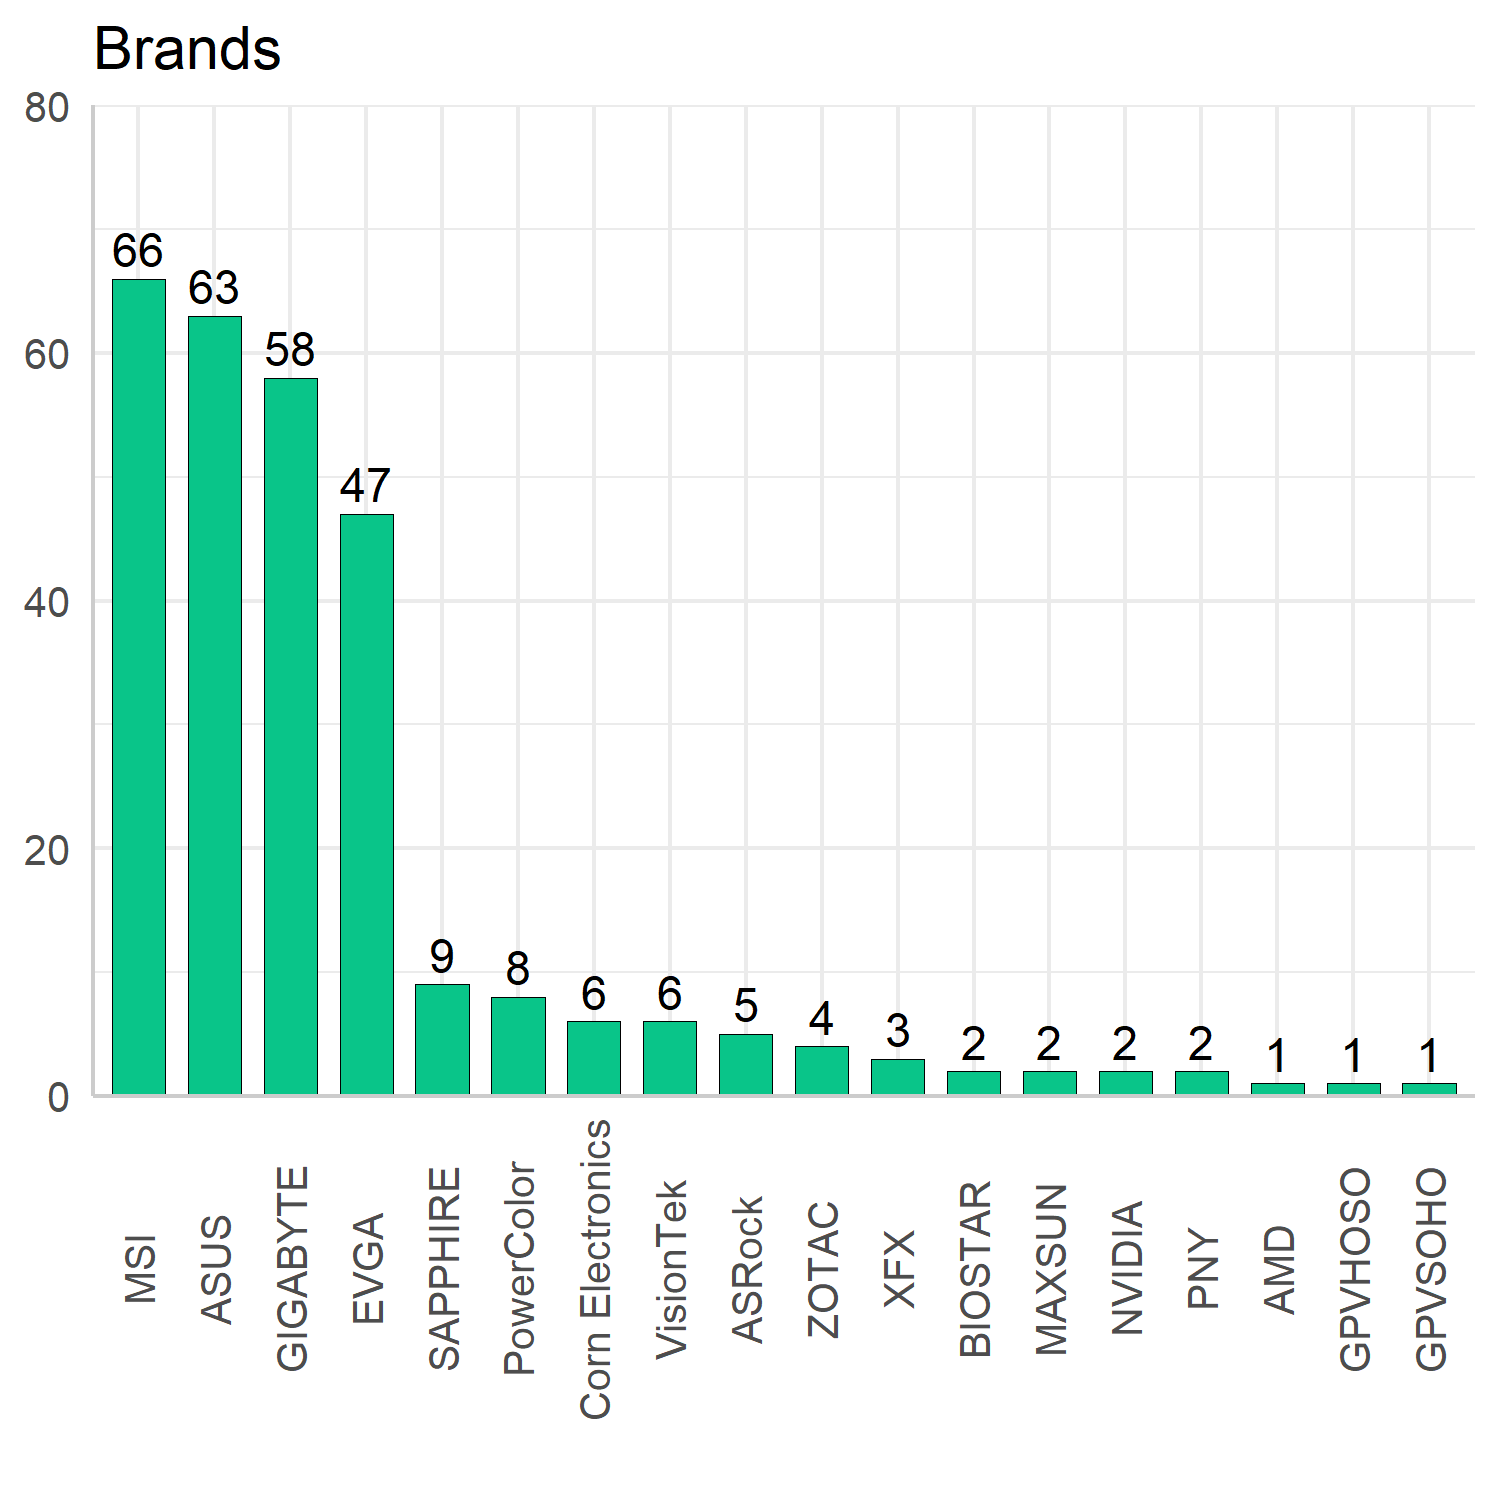 Brands
80
60
40
20
0
66
63
58
47
9
8
6
6
5
4
3
2
2
2
2
1
1
1
MSI
ASUS
GIGABYTE
EVGA
SAPPHIRE
PowerColor
Corn Electronics
VisionTek
ASRock
ZOTAC
XFX
BIOSTAR
MAXSUN
NVIDIA
PNY
AMD
GPVHOSO
GPVSOHO